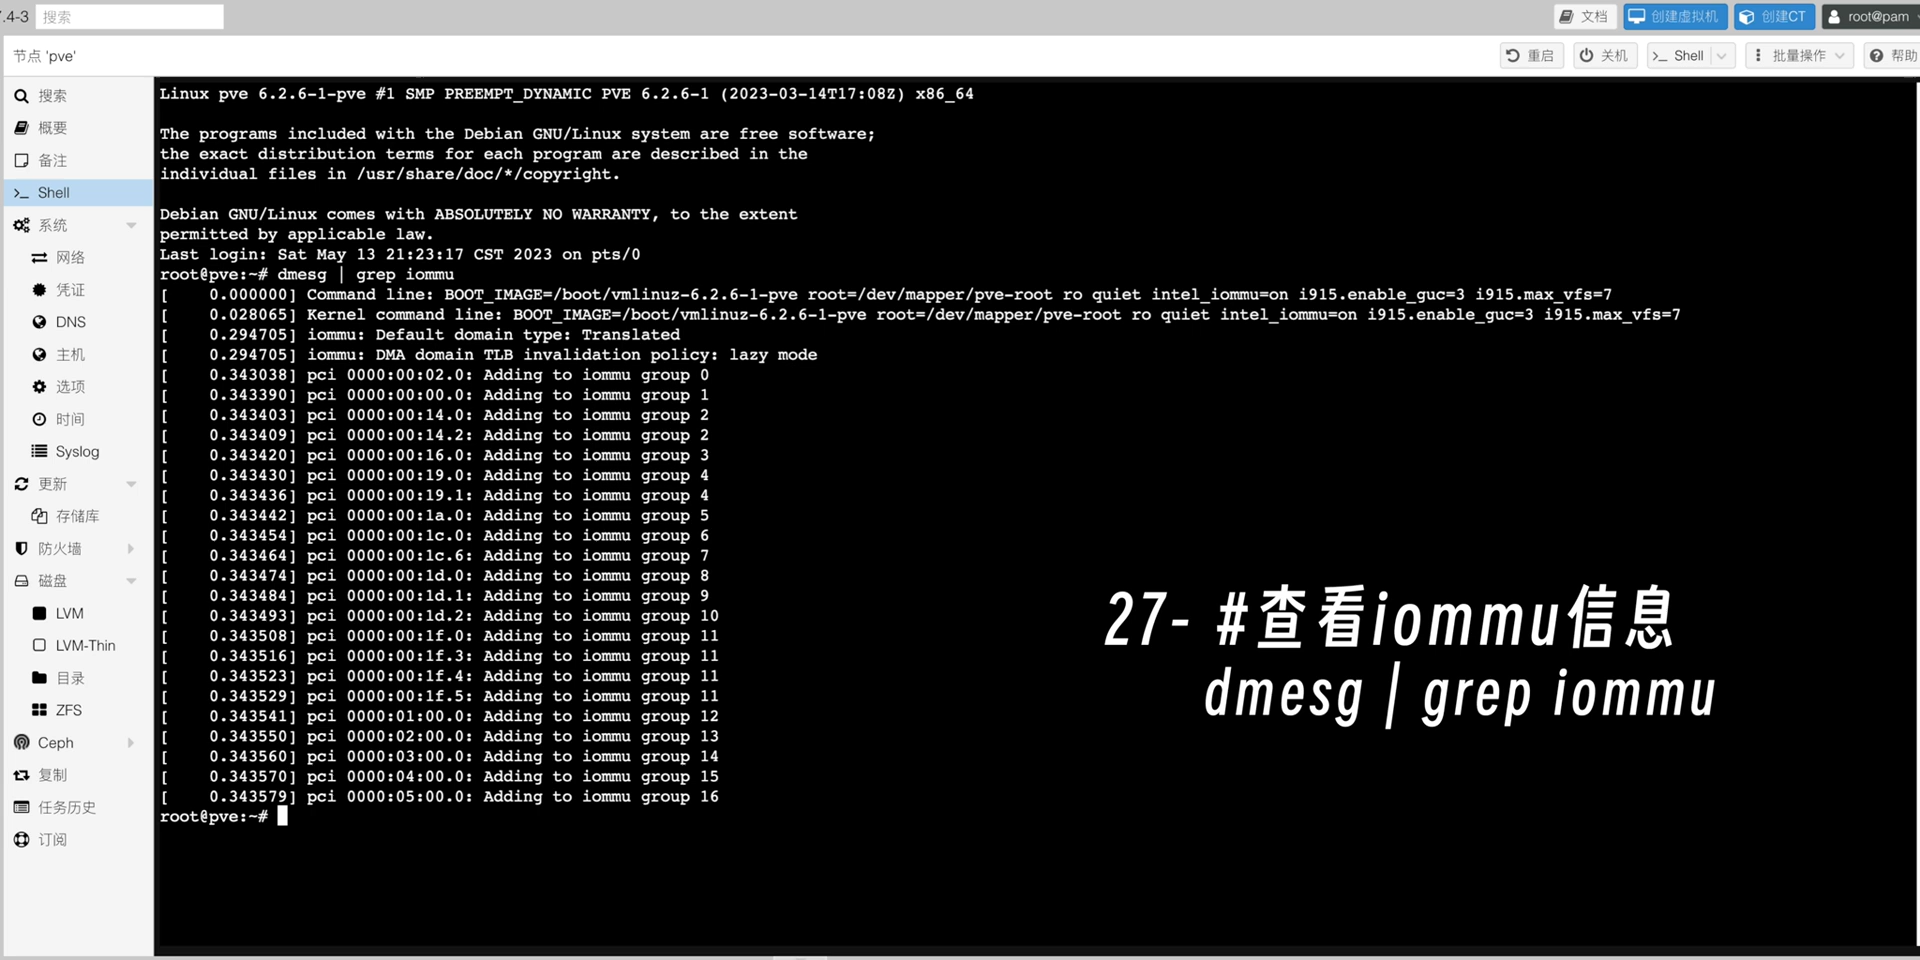 .4-3 搜索 文档 创建虚拟机 创建CT root@pam
节点 'pve' 重启 关机 >_ Shell 批量操作 帮助
搜索
概要
备注
>_ Shell
系统
网络
凭证
DNS
主机
选项
时间
Syslog
更新
存储库
防火墙
磁盘
LVM
LVM-Thin
目录
ZFS
Ceph
复制
任务历史
订阅
Linux pve 6.2.6-1-pve #1 SMP PREEMPT_DYNAMIC PVE 6.2.6-1 (2023-03-14T17:08Z) x86_64
The programs included with the Debian GNU/Linux system are free software;
the exact distribution terms for each program are described in the
individual files in /usr/share/doc/*/copyright.
Debian GNU/Linux comes with ABSOLUTELY NO WARRANTY, to the extent
permitted by applicable law.
Last login: Sat May 13 21:23:17 CST 2023 on pts/0
root@pve:~# dmesg | grep iommu
[    0.000000] Command line: BOOT_IMAGE=/boot/vmlinuz-6.2.6-1-pve root=/dev/mapper/pve-root ro quiet intel_iommu=on i915.enable_guc=3 i915.max_vfs=7
[    0.028065] Kernel command line: BOOT_IMAGE=/boot/vmlinuz-6.2.6-1-pve root=/dev/mapper/pve-root ro quiet intel_iommu=on i915.enable_guc=3 i915.max_vfs=7
[    0.294705] iommu: Default domain type: Translated
[    0.294705] iommu: DMA domain TLB invalidation policy: lazy mode
[    0.343038] pci 0000:00:02.0: Adding to iommu group 0
[    0.343390] pci 0000:00:00.0: Adding to iommu group 1
[    0.343403] pci 0000:00:14.0: Adding to iommu group 2
[    0.343409] pci 0000:00:14.2: Adding to iommu group 2
[    0.343420] pci 0000:00:16.0: Adding to iommu group 3
[    0.343430] pci 0000:00:19.0: Adding to iommu group 4
[    0.343436] pci 0000:00:19.1: Adding to iommu group 4
[    0.343442] pci 0000:00:1a.0: Adding to iommu group 5
[    0.343454] pci 0000:00:1c.0: Adding to iommu group 6
[    0.343464] pci 0000:00:1c.6: Adding to iommu group 7
[    0.343474] pci 0000:00:1d.0: Adding to iommu group 8
[    0.343484] pci 0000:00:1d.1: Adding to iommu group 9
[    0.343493] pci 0000:00:1d.2: Adding to iommu group 10
[    0.343508] pci 0000:00:1f.0: Adding to iommu group 11
[    0.343516] pci 0000:00:1f.3: Adding to iommu group 11
[    0.343523] pci 0000:00:1f.4: Adding to iommu group 11
[    0.343529] pci 0000:00:1f.5: Adding to iommu group 11
[    0.343541] pci 0000:01:00.0: Adding to iommu group 12
[    0.343550] pci 0000:02:00.0: Adding to iommu group 13
[    0.343560] pci 0000:03:00.0: Adding to iommu group 14
[    0.343570] pci 0000:04:00.0: Adding to iommu group 15
[    0.343579] pci 0000:05:00.0: Adding to iommu group 16
root@pve:~#
27- #查看iommu信息
dmesg | grep iommu